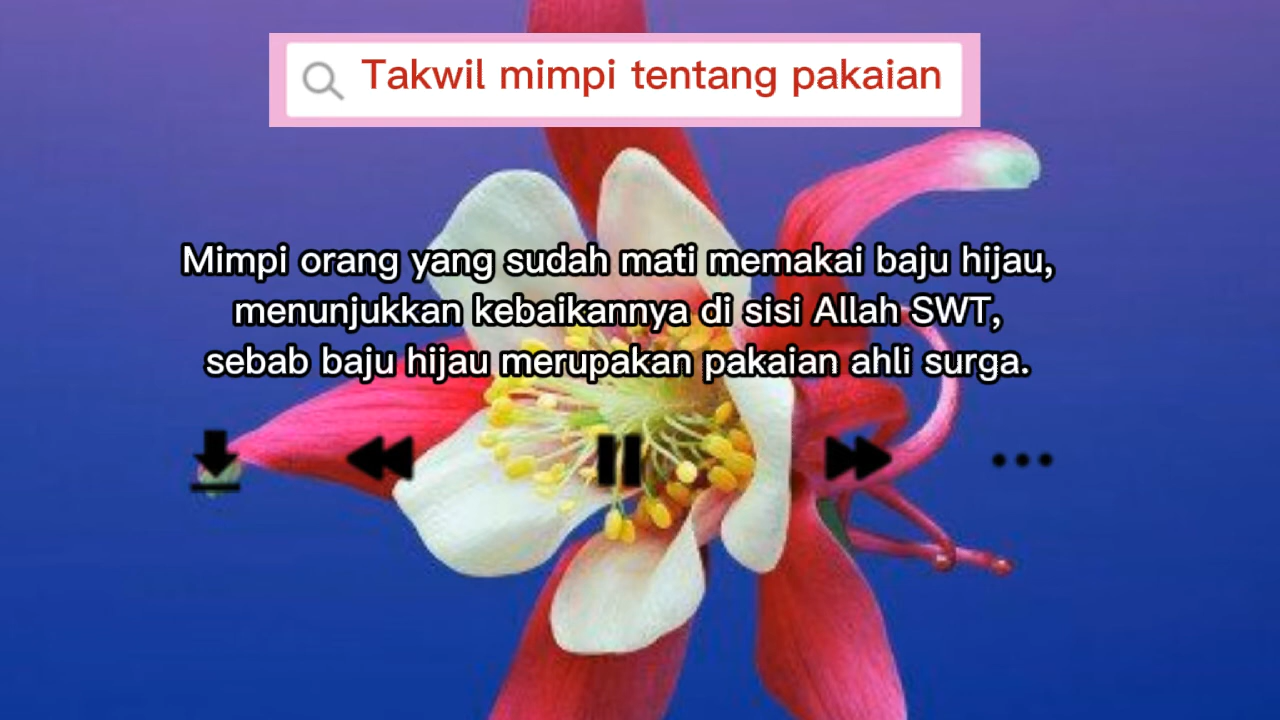 Takwil mimpi tentang pakaian
Mimpi orang yang sudah mati memakai baju hijau,
menunjukkan kebaikannya di sisi Allah SWT,
sebab baju hijau merupakan pakaian ahli surga.